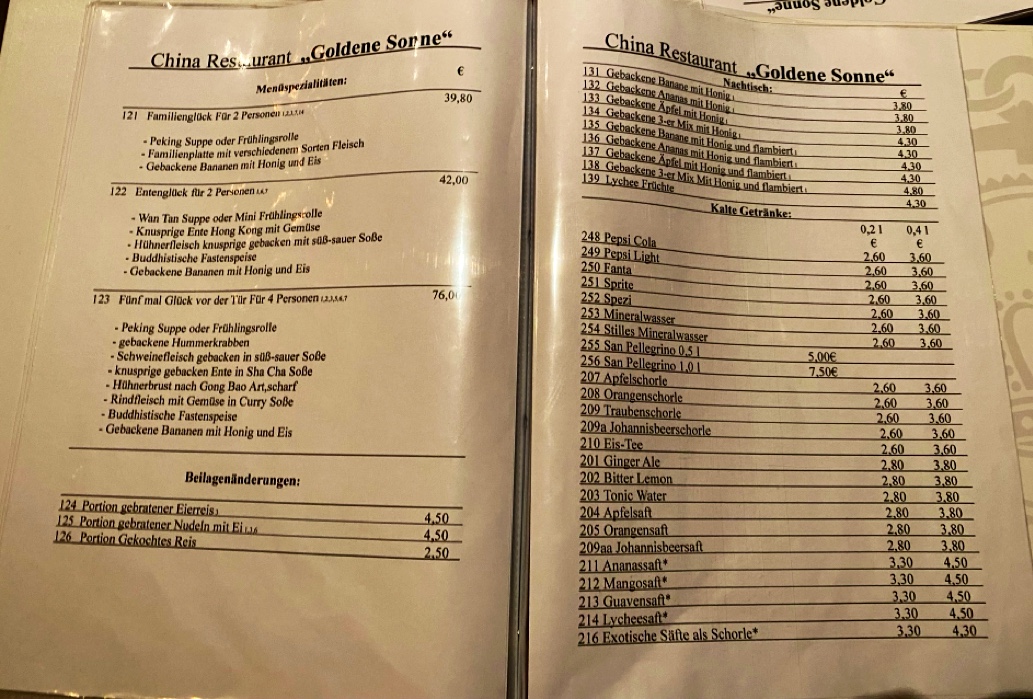 China Restaurant „Goldene Sonne“
Menüspezialitäten: €
121 Familienglück Für 2 Personen 39,80
- Peking Suppe oder Frühlingsrolle
- Familienplatte mit verschiedenem Sorten Fleisch
- Gebackene Bananen mit Honig und Eis
122 Entenglück für 2 Personen 42,00
- Wan Tan Suppe oder Mini Frühlingsrolle
- Knusprige Ente Hong Kong mit Gemüse
- Hühnerfleisch knusprige gebacken mit süß-sauer Soße
- Buddhistische Fastenspeise
- Gebackene Bananen mit Honig und Eis
123 Fünf mal Glück vor der Tür Für 4 Personen 1,2,3,5,6,7 76,00
- Peking Suppe oder Frühlingsrolle
- gebackene Hummerkrabben
- Schweinefleisch gebacken in süß-sauer Soße
- knusprige gebacken Ente in Sha Cha Soße
- Hühnerbrust nach Gong Bao Art,scharf
- Rindfleisch mit Gemüse in Curry Soße
- Buddhistische Fastenspeise
- Gebackene Bananen mit Honig und Eis
Beilagenänderungen:
124 Portion gebratener Eierreis 4,50
125 Portion gebratener Nudeln mit Ei 4,50
126 Portion Gekochtes Reis 2,50
Goldene Sonne“
China Restaurant „Goldene Sonne“
Nachtisch: €
131 Gebackene Banane mit Honig 3,80
132 Gebackene Ananas mit Honig 3,80
133 Gebackene Äpfel mit Honig 3,80
134 Gebackene 3-er Mix mit Honig 4,30
135 Gebackene Banane mit Honig und flambiert 4,30
136 Gebackene Ananas mit Honig und flambiert 4,30
137 Gebackene Äpfel mit Honig und flambiert 4,30
138 Gebackene 3-er Mix Mit Honig und flambiert 4,80
139 Lychee Früchte 4,30
Kalte Getränke:
0,2 l 0,4 l
€ €
248 Pepsi Cola 2,60 3,60
249 Pepsi Light 2,60 3,60
250 Fanta 2,60 3,60
251 Sprite 2,60 3,60
252 Spezi 2,60 3,60
253 Mineralwasser 2,60 3,60
254 Stilles Mineralwasser 2,60 3,60
255 San Pellegrino 0,5 l 5,00€
256 San Pellegrino 1,0 l 7,50€
207 Apfelschorle 2,60 3,60
208 Orangenschorle 2,60 3,60
209 Traubenschorle 2,60 3,60
209a Johannisbeerschorle 2,60 3,60
210 Eis-Tee 2,60 3,60
201 Ginger Ale 2,80 3,80
202 Bitter Lemon 2,80 3,80
203 Tonic Water 2,80 3,80
204 Apfelsaft 2,80 3,80
205 Orangensaft 2,80 3,80
209aa Johannisbeersaft 2,80 3,80
211 Ananassaft* 3,30 4,50
212 Mangosaft* 3,30 4,50
213 Guavensaft* 3,30 4,50
214 Lycheesaft* 3,30 4,50
216 Exotische Säfte als Schorle* 3,30 4,30